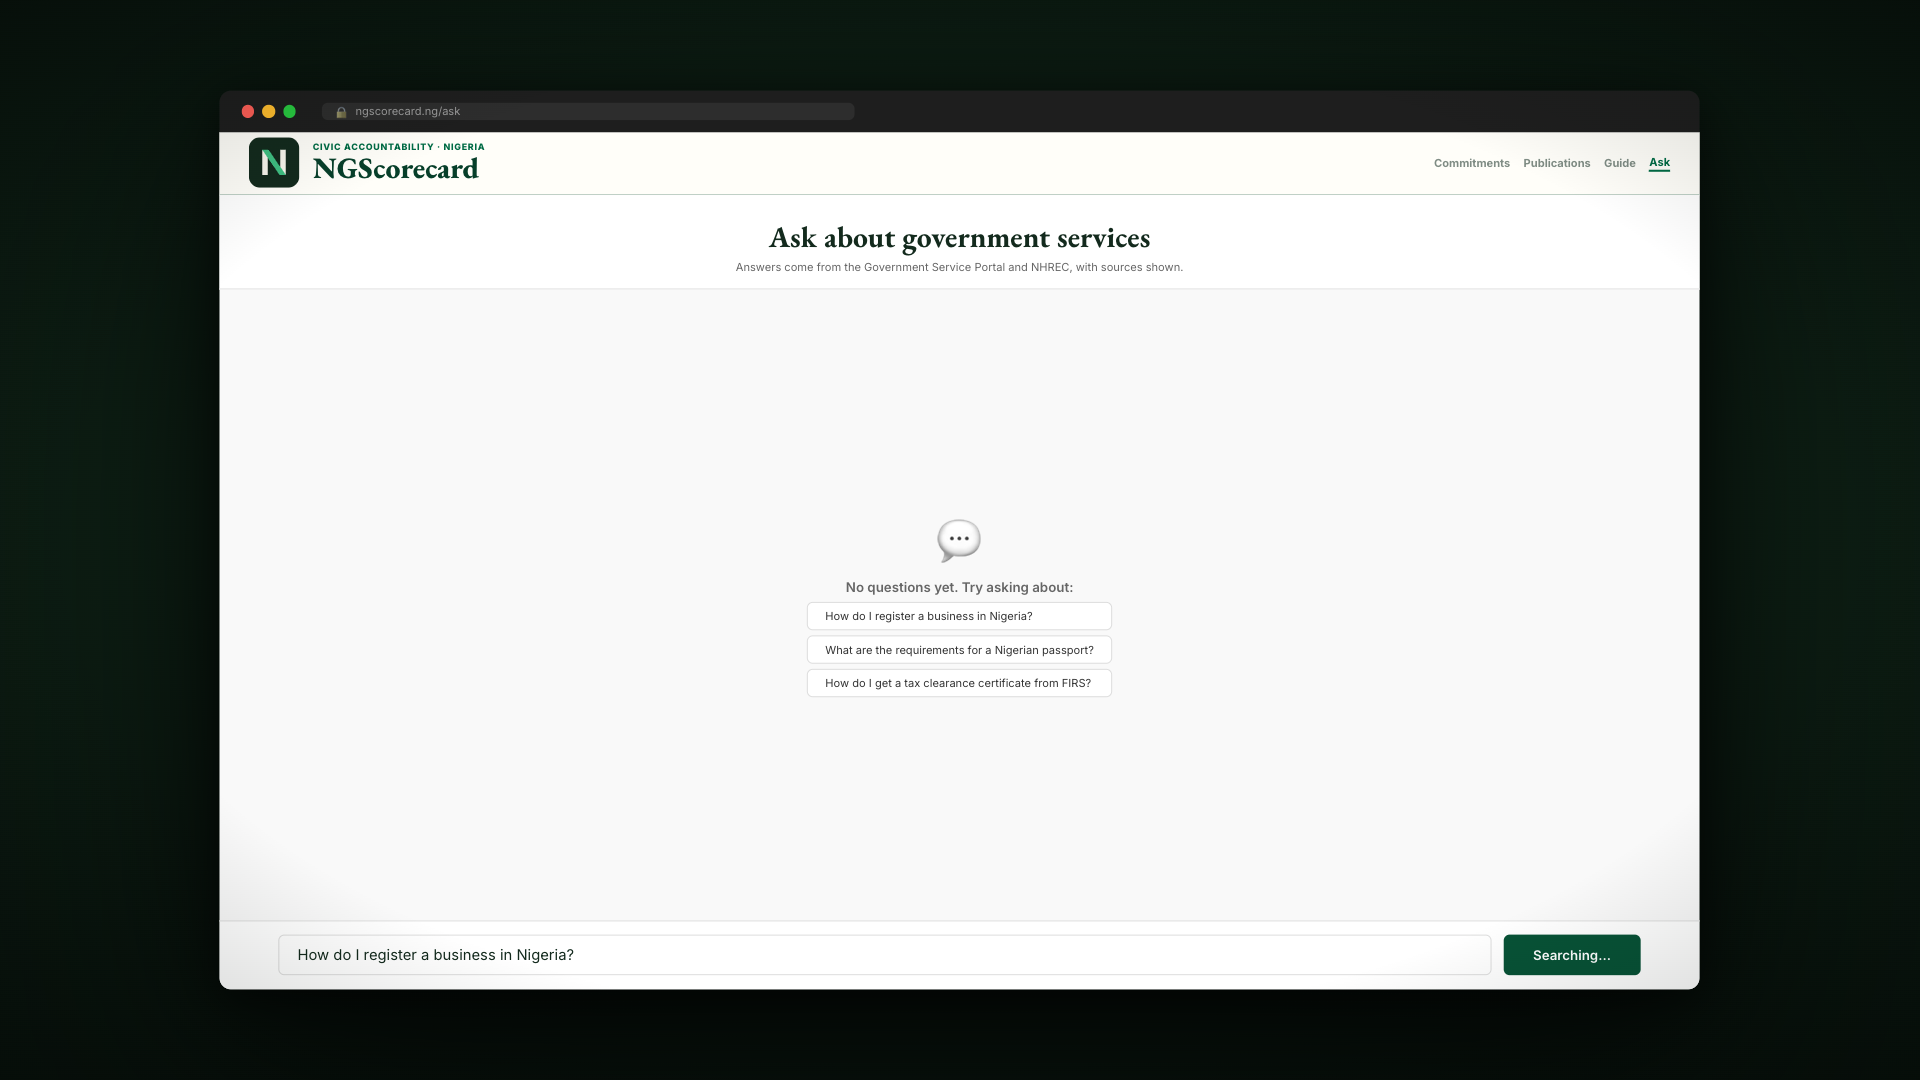 ngscorecard.ng/ask
N
CIVIC ACCOUNTABILITY · NIGERIA
NGScorecard
Commitments Publications Guide Ask
Ask about government services
Answers come from the Government Service Portal and NHREC, with sources shown.
No questions yet. Try asking about:
How do I register a business in Nigeria?
What are the requirements for a Nigerian passport?
How do I get a tax clearance certificate from FIRS?
How do I register a business in Nigeria?
Searching...